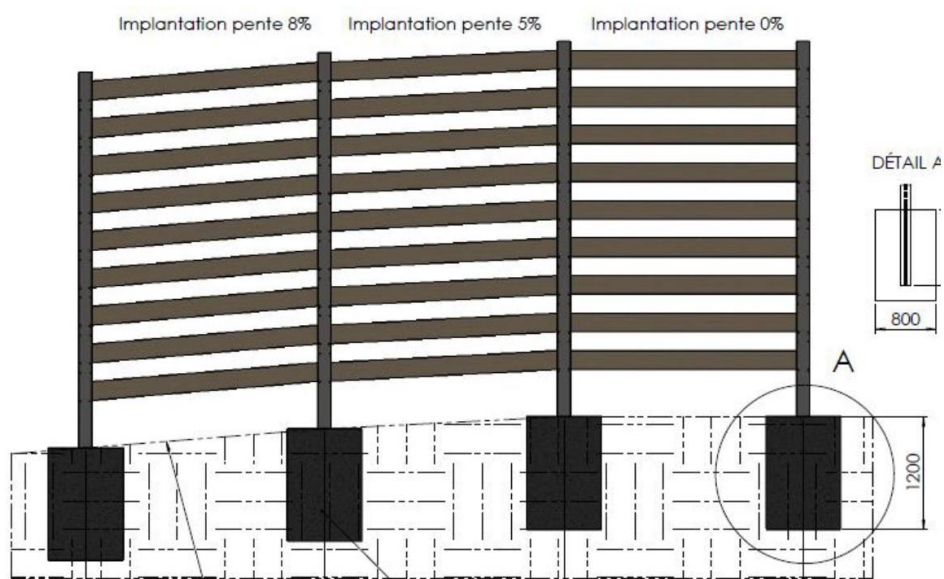 Implantation pente 8% Implantation pente 5% Implantation pente 0%
DÉTAIL A
800
A
1200